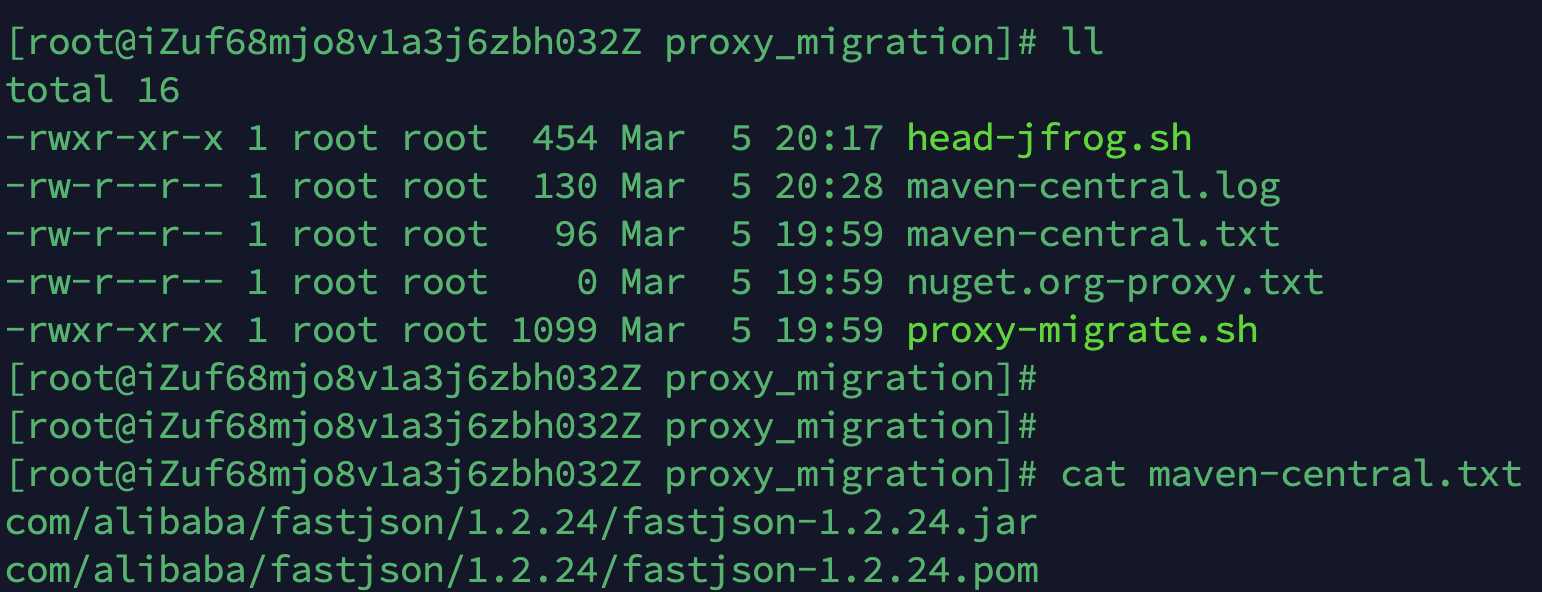 [root@iZuf68mjo8v1a3j6zbh032Z proxy_migration]# ll
total 16
-rwxr-xr-x 1 root root  454 Mar  5 20:17 head-jfrog.sh
-rw-r--r-- 1 root root  130 Mar  5 20:28 maven-central.log
-rw-r--r-- 1 root root   96 Mar  5 19:59 maven-central.txt
-rw-r--r-- 1 root root    0 Mar  5 19:59 nuget.org-proxy.txt
-rwxr-xr-x 1 root root 1099 Mar  5 19:59 proxy-migrate.sh
[root@iZuf68mjo8v1a3j6zbh032Z proxy_migration]#
[root@iZuf68mjo8v1a3j6zbh032Z proxy_migration]#
[root@iZuf68mjo8v1a3j6zbh032Z proxy_migration]# cat maven-central.txt
com/alibaba/fastjson/1.2.24/fastjson-1.2.24.jar
com/alibaba/fastjson/1.2.24/fastjson-1.2.24.pom